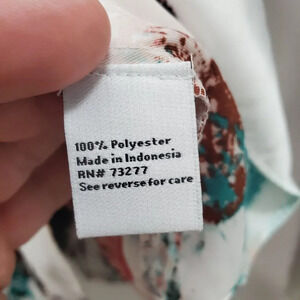 100% Polyester
Made in Indonesia
RN# 73277
See reverse for care